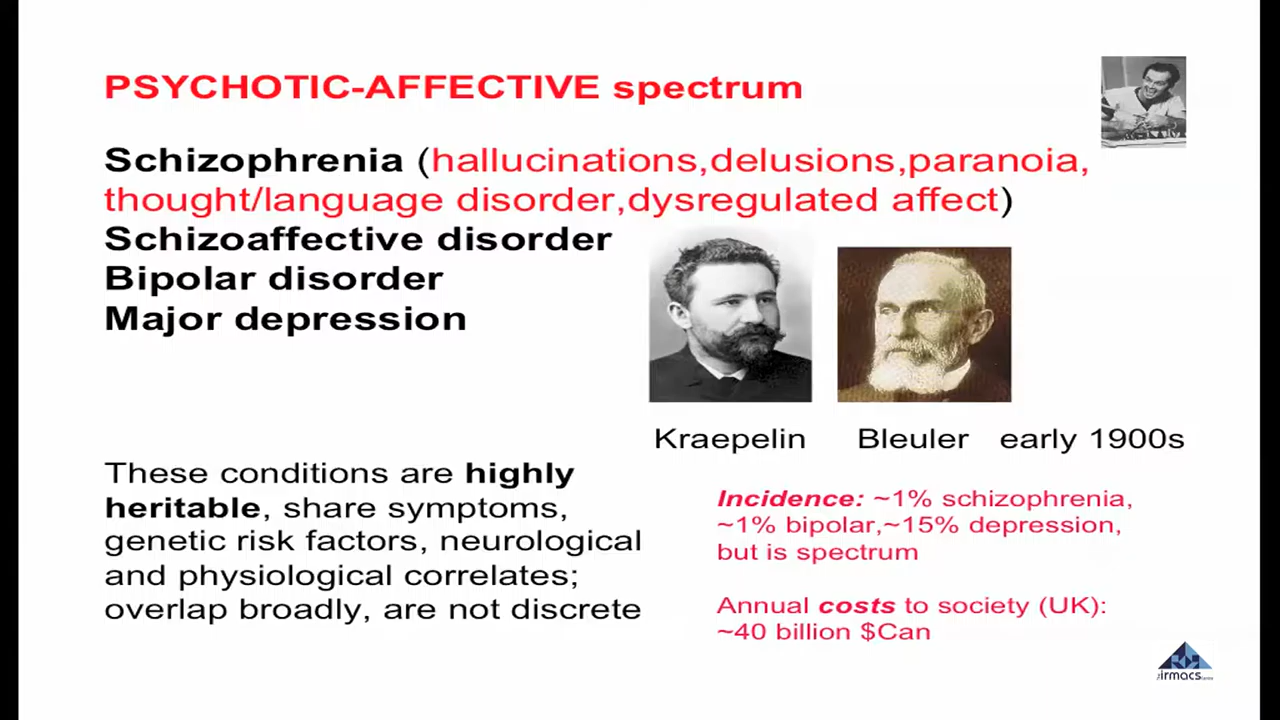 PSYCHOTIC-AFFECTIVE spectrum
Schizophrenia (hallucinations,delusions,paranoia,
thought/language disorder,dysregulated affect)
Schizoaffective disorder
Bipolar disorder
Major depression
Kraepelin Bleuler early 1900s
These conditions are highly
heritable, share symptoms,
genetic risk factors, neurological
and physiological correlates;
overlap broadly, are not discrete
Incidence: ~1% schizophrenia,
~1% bipolar,~15% depression,
but is spectrum
Annual costs to society (UK):
~40 billion $Can
irmacs